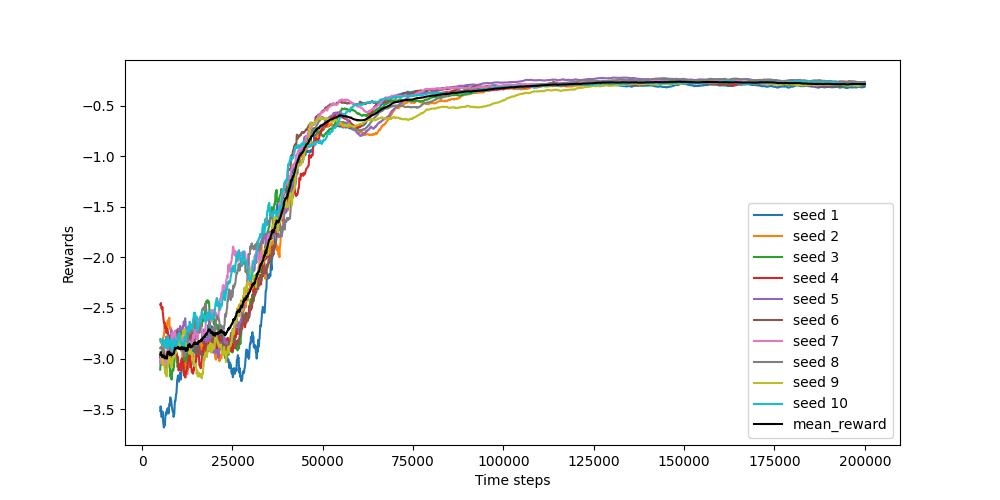 Rewards
−0.5
−1.0
−1.5
−2.0
−2.5
−3.0
−3.5
0
25000
50000
75000
100000
125000
150000
175000
200000
Time steps
seed 1
seed 2
seed 3
seed 4
seed 5
seed 6
seed 7
seed 8
seed 9
seed 10
mean_reward